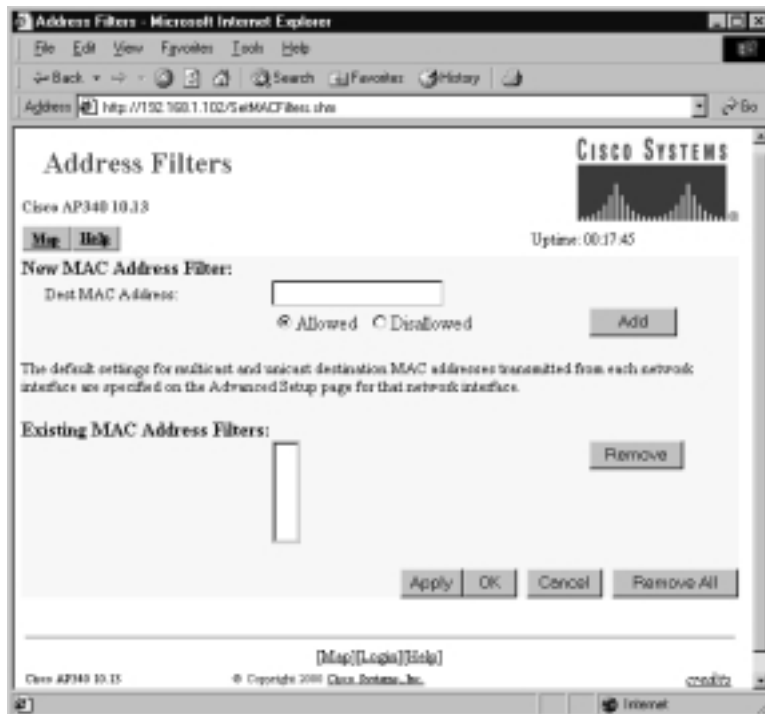 Address Filters - Microsoft Internet Explorer
File Edit View Favorites Tools Help
Back Search Favorites History
Address http://192.168.1.102/SetMACFilters.shm Go
Address Filters
CISCO SYSTEMS
Cisco AP340 10.13
Map Help
Uptime: 00:17:45
New MAC Address Filter:
Dest MAC Address:
Allowed Disallowed Add
The default settings for multicast and unicast destination MAC addresses transmitted from each network
interface are specified on the Advanced Setup page for that network interface.
Existing MAC Address Filters:
Remove
Apply OK Cancel Remove All
[Map][Login][Help]
Cisco AP340 10.13 © Copyright 2000 Cisco Systems, Inc. credits
Internet